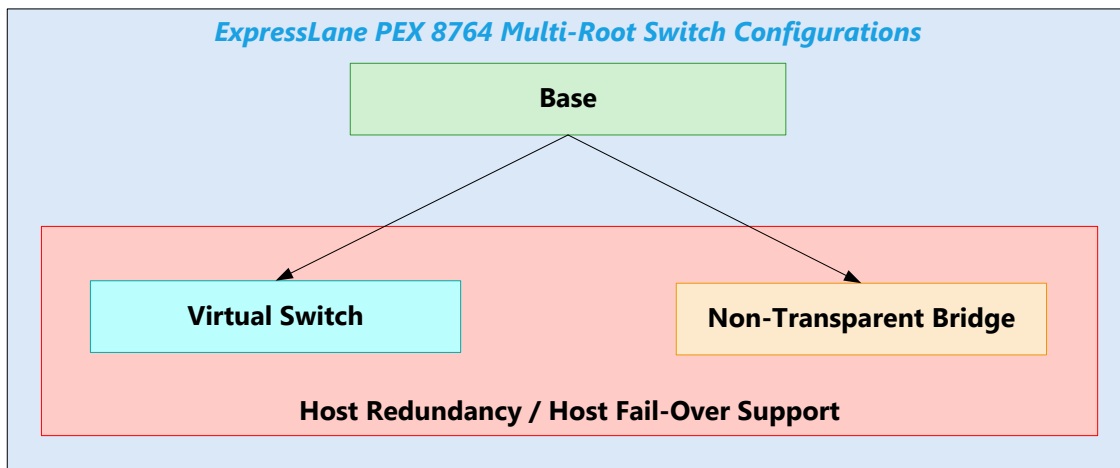 ExpressLane PEX 8764 Multi-Root Switch Configurations
Base
Virtual Switch
Non-Transparent Bridge
Host Redundancy / Host Fail-Over Support